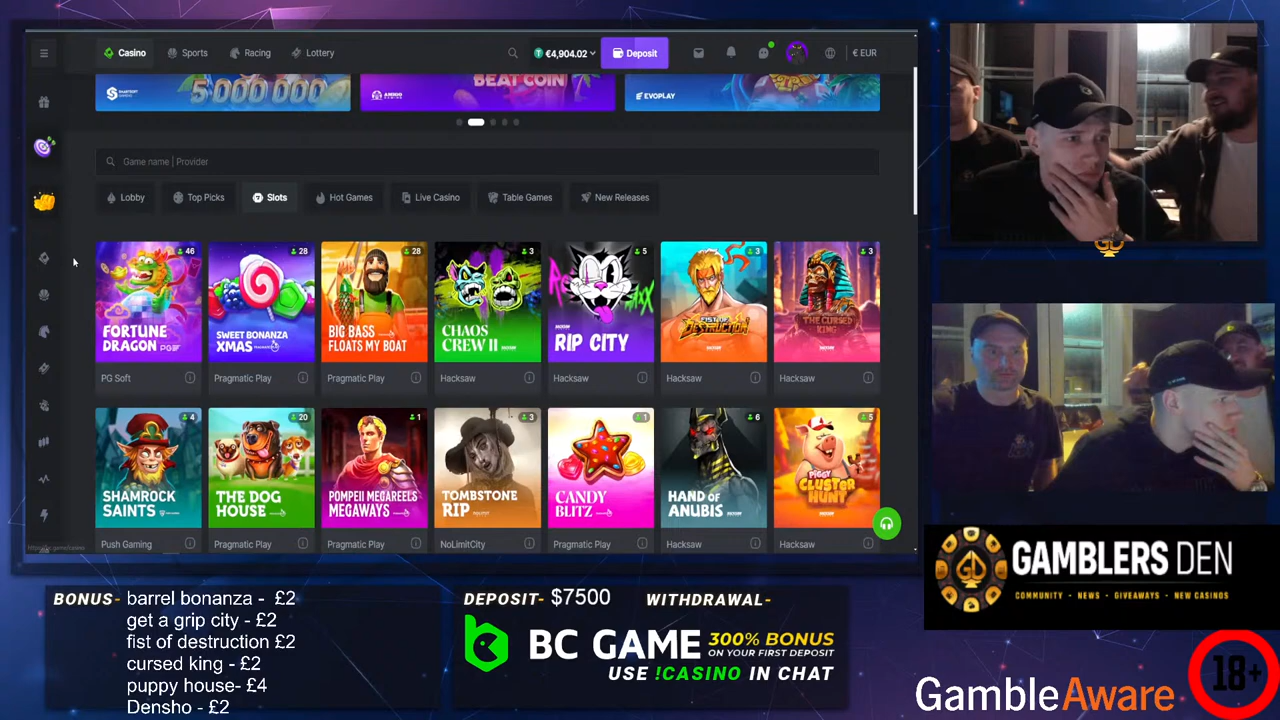 Casino
Sports
Racing
Lottery
€4,904.02
Deposit
€ EUR
5000000
BEAT COIN
EVOPLAY
Game name | Provider
Lobby
Top Picks
Slots
Hot Games
Live Casino
Table Games
New Releases
46
28
28
3
5
3
3
FORTUNE
DRAGON
SWEET BONANZA
XMAS
BIG BASS
FLOATS MY BOAT
CHAOS
CREW II
RIP CITY
FIST OF
DESTRUCTION
THE CURSED
KING
PG Soft
Pragmatic Play
Pragmatic Play
Hacksaw
Hacksaw
Hacksaw
Hacksaw
4
20
1
3
1
6
5
SHAMROCK
SAINTS
THE DOG
HOUSE
POMPEII MEGAREELS
MEGAWAYS
TOMBSTONE
RIP
CANDY
BLITZ
HAND OF
ANUBIS
PIGGY
CLUSTER
HUNT
Push Gaming
Pragmatic Play
Pragmatic Play
NoLimitCity
Pragmatic Play
Hacksaw
Hacksaw
BONUS- barrel bonanza - £2
get a grip city - £2
fist of destruction £2
cursed king - £2
puppy house- £4
Densho - £2
DEPOSIT- $7500
WITHDRAWAL-
BC GAME
300% BONUS
ON YOUR FIRST DEPOSIT
USE !CASINO IN CHAT
GD
GAMBLERS DEN
COMMUNITY - NEWS - GIVEAWAYS - NEW CASINOS
GambleAware
18+